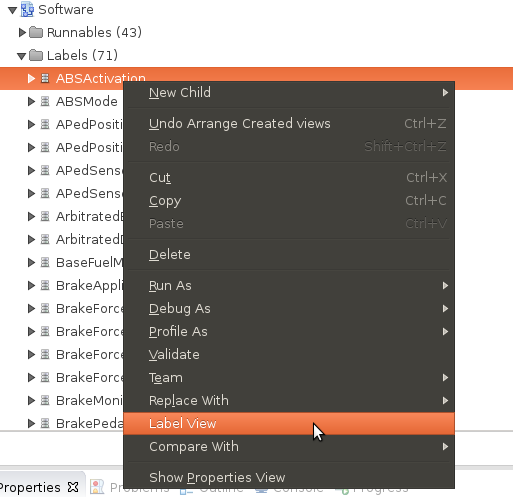 Software
Runnables (43)
Labels (71)
ABSActivation
ABSMode
APedPositi
APedPositi
APedSense
APedSense
ArbitratedB
ArbitratedD
BaseFuelM
BrakeAppli
BrakeForce
BrakeForce
BrakeForce
BrakeForce
BrakeMoni
BrakePeda
New Child
Undo Arrange Created views Ctrl+Z
Redo Shift+Ctrl+Z
Cut Ctrl+X
Copy Ctrl+C
Paste Ctrl+V
Delete
Run As
Debug As
Profile As
Validate
Team
Replace With
Label View
Compare With
Show Properties View
Properties Problems Outline Console Progress